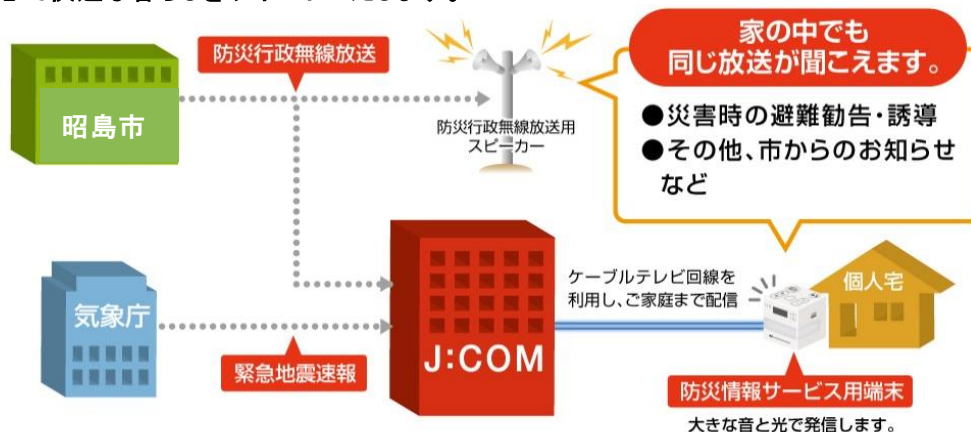 防災行政無線放送
昭島市
防災行政無線放送用
スピーカー
家の中でも
同じ放送が聞こえます。
●災害時の避難勧告・誘導
●その他、市からのお知らせ
など
気象庁
緊急地震速報
J:COM
ケーブルテレビ回線を
利用し、ご家庭まで配信
個人宅
防災情報サービス用端末
大きな音と光で発信します。